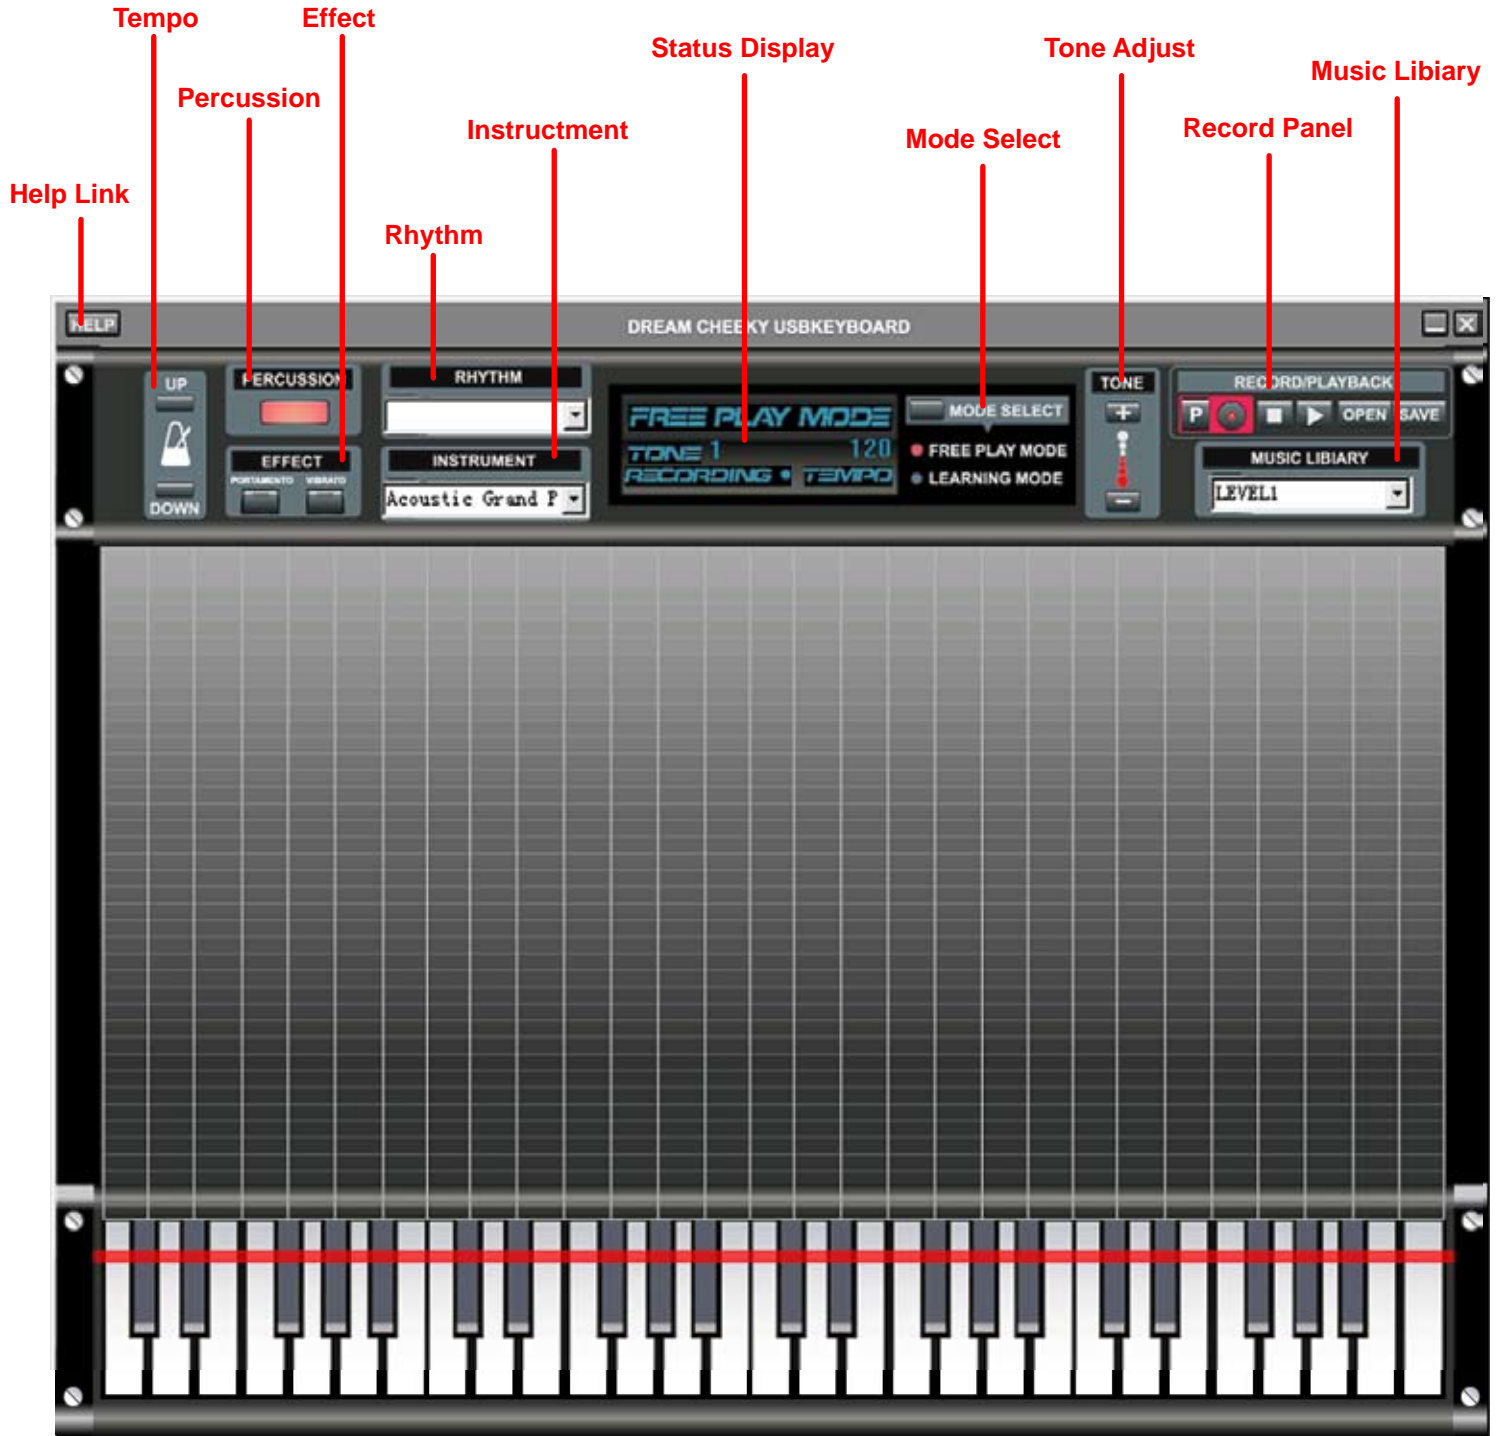 Tempo
Effect
Status Display
Tone Adjust
Music Libiary
Percussion
Instructment
Mode Select
Record Panel
Help Link
Rhythm
HELP
DREAM CHEEKY USBKEYBOARD
UP
DOWN
PERCUSSION
EFFECT
PORTAMENTO VIBRATO
RHYTHM
INSTRUMENT
Acoustic Grand P
FREE PLAY MODE
TONE 1 120
RECORDING • TEMPO
MODE SELECT
FREE PLAY MODE
LEARNING MODE
TONE
+
−
RECORD/PLAYBACK
P OPEN SAVE
MUSIC LIBIARY
LEVEL1